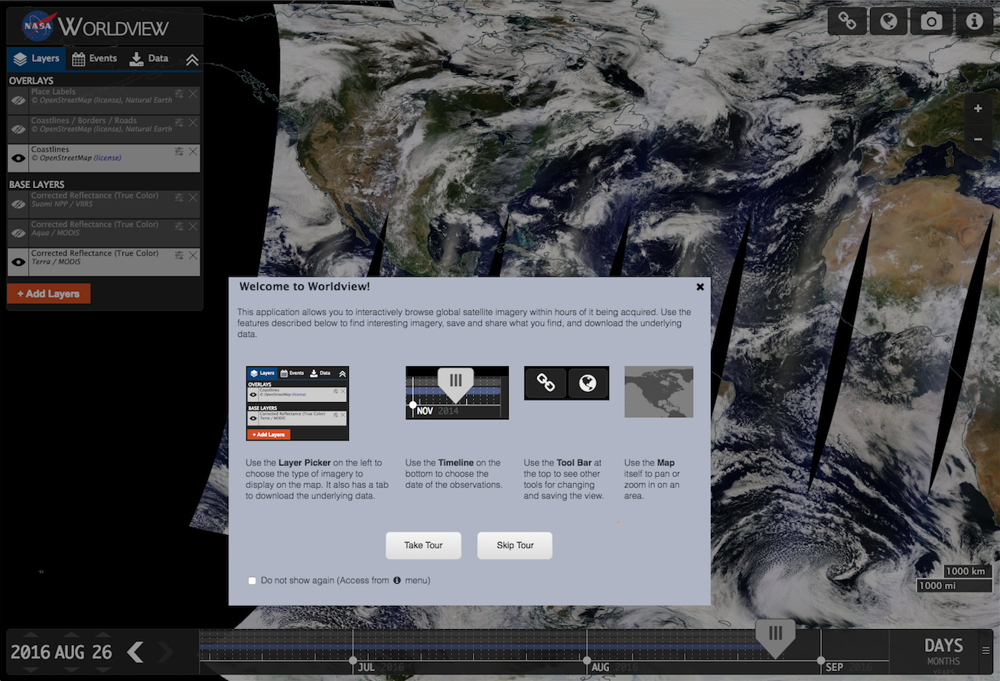 NASA WORLDVIEW
Layers Events Data
OVERLAYS
Place Labels
© OpenStreetMap (license), Natural Earth
Coastlines / Borders / Roads
© OpenStreetMap (license), Natural Earth
Coastlines
© OpenStreetMap (license)
BASE LAYERS
Corrected Reflectance (True Color)
Suomi NPP / VIIRS
Corrected Reflectance (True Color)
Aqua / MODIS
Corrected Reflectance (True Color)
Terra / MODIS
+ Add Layers
Welcome to Worldview!
This application allows you to interactively browse global satellite imagery within hours of it being acquired. Use the
features described below to find interesting imagery, save and share what you find, and download the underlying
data.
Layers Events Data
OVERLAYS
Coastlines
© OpenStreetMap (license)
BASE LAYERS
Corrected Reflectance (True Color)
Terra / MODIS
+ Add Layers
NOV 2014
Use the Layer Picker on the left to
choose the type of imagery to
display on the map. It also has a tab
to download the underlying data.
Use the Timeline on the
bottom to choose the
date of the observations.
Use the Tool Bar at
the top to see other
tools for changing
and saving the view.
Use the Map
itself to pan or
zoom in on an
area.
Take Tour Skip Tour
Do not show again (Access from i menu)
1000 km
1000 mi
2016 AUG 26
JUL 2016
AUG 2016
SEP 2016
DAYS
MONTHS
YEARS